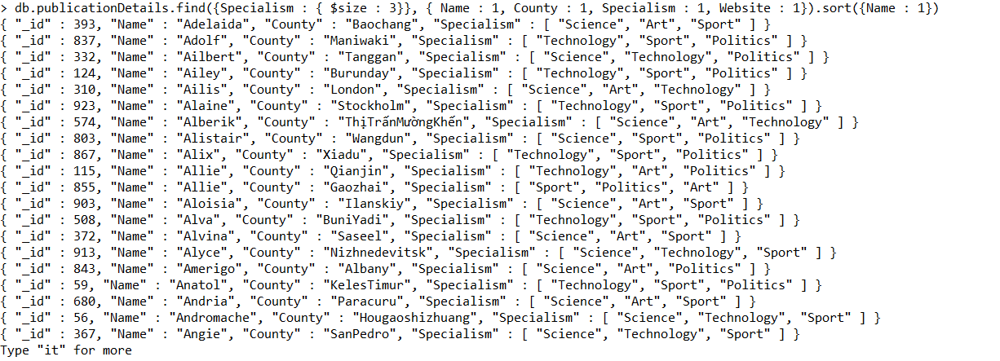 > db.publicationDetails.find({Specialism : { $size : 3}}, { Name : 1, County : 1, Specialism : 1, Website : 1}).sort({Name : 1})
{ "_id" : 393, "Name" : "Adelaida", "County" : "Baochang", "Specialism" : [ "Science", "Art", "Sport" ] }
{ "_id" : 837, "Name" : "Adolf", "County" : "Maniwaki", "Specialism" : [ "Technology", "Sport", "Politics" ] }
{ "_id" : 332, "Name" : "Ailbert", "County" : "Tanggan", "Specialism" : [ "Science", "Technology", "Politics" ] }
{ "_id" : 124, "Name" : "Ailey", "County" : "Burunday", "Specialism" : [ "Technology", "Sport", "Politics" ] }
{ "_id" : 310, "Name" : "Ailis", "County" : "London", "Specialism" : [ "Science", "Art", "Technology" ] }
{ "_id" : 923, "Name" : "Alaine", "County" : "Stockholm", "Specialism" : [ "Technology", "Sport", "Politics" ] }
{ "_id" : 574, "Name" : "Alberik", "County" : "ThịTrấnMườngKhến", "Specialism" : [ "Science", "Art", "Technology" ] }
{ "_id" : 803, "Name" : "Alistair", "County" : "Wangdun", "Specialism" : [ "Science", "Sport", "Politics" ] }
{ "_id" : 867, "Name" : "Alix", "County" : "Xiadu", "Specialism" : [ "Technology", "Sport", "Politics" ] }
{ "_id" : 115, "Name" : "Allie", "County" : "Qianjin", "Specialism" : [ "Technology", "Art", "Politics" ] }
{ "_id" : 855, "Name" : "Allie", "County" : "Gaozhai", "Specialism" : [ "Sport", "Politics", "Art" ] }
{ "_id" : 903, "Name" : "Aloisia", "County" : "Ilanskiy", "Specialism" : [ "Science", "Art", "Sport" ] }
{ "_id" : 508, "Name" : "Alva", "County" : "BuniYadi", "Specialism" : [ "Technology", "Sport", "Politics" ] }
{ "_id" : 372, "Name" : "Alvina", "County" : "Saseel", "Specialism" : [ "Science", "Art", "Sport" ] }
{ "_id" : 913, "Name" : "Alyce", "County" : "Nizhnedevitsk", "Specialism" : [ "Science", "Technology", "Sport" ] }
{ "_id" : 843, "Name" : "Amerigo", "County" : "Albany", "Specialism" : [ "Science", "Art", "Politics" ] }
{ "_id" : 59, "Name" : "Anatol", "County" : "KelesTimur", "Specialism" : [ "Technology", "Sport", "Politics" ] }
{ "_id" : 680, "Name" : "Andria", "County" : "Paracuru", "Specialism" : [ "Science", "Art", "Sport" ] }
{ "_id" : 56, "Name" : "Andromache", "County" : "Hougaoshizhuang", "Specialism" : [ "Science", "Technology", "Sport" ] }
{ "_id" : 367, "Name" : "Angie", "County" : "SanPedro", "Specialism" : [ "Science", "Technology", "Sport" ] }
Type "it" for more